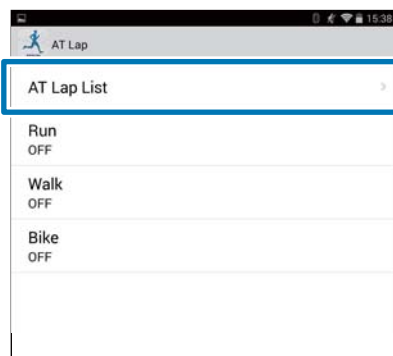 15:38
AT Lap
AT Lap List
Run
OFF
Walk
OFF
Bike
OFF